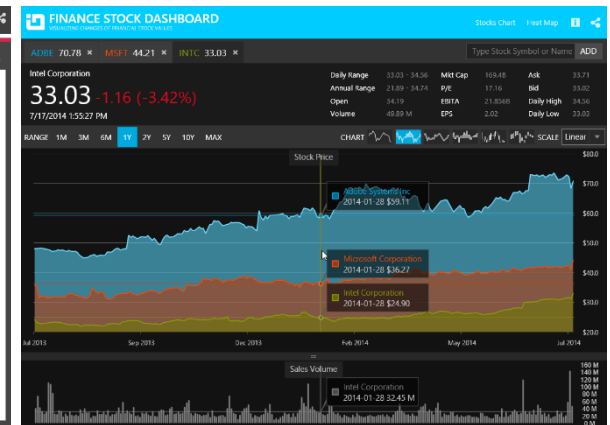 FINANCE STOCK DASHBOARD
VISUALIZING CHANGES OF FINANCIAL STOCK VALUES
Stocks Chart Heat Map
ADBE 70.78 × MSFT 44.21 × INTC 33.03 ×
Type Stock Symbol or Name ADD
Intel Corporation
33.03 -1.16 (-3.42%)
7/17/2014 1:55:27 PM
Daily Range 33.03 - 34.56 Mkt Cap 169.4B Ask 33.71
Annual Range 21.89 - 34.74 P/E 17.16 Bid 33.02
Open 34.19 EBITA 21.856B Daily High 34.56
Volume 49.89 M EPS 2.02 Daily Low 33.03
RANGE 1M 3M 6M 1Y 2Y 5Y 10Y MAX CHART SCALE Linear
Stock Price
$80.0
$70.0
Adobe Systems Inc
2014-01-28 $59.11
$60.0
$50.0
Microsoft Corporation
2014-01-28 $36.27
$40.0
Intel Corporation
2014-01-28 $24.90
$30.0
$20.0
Jul 2013 Sep 2013 Dec 2013 Feb 2014 May 2014 Jul 2014
Sales Volume
160 M
140 M
120 M
100 M
Intel Corporation
2014-01-28 32.45 M
80 M
60 M
40 M
20 M
0 M